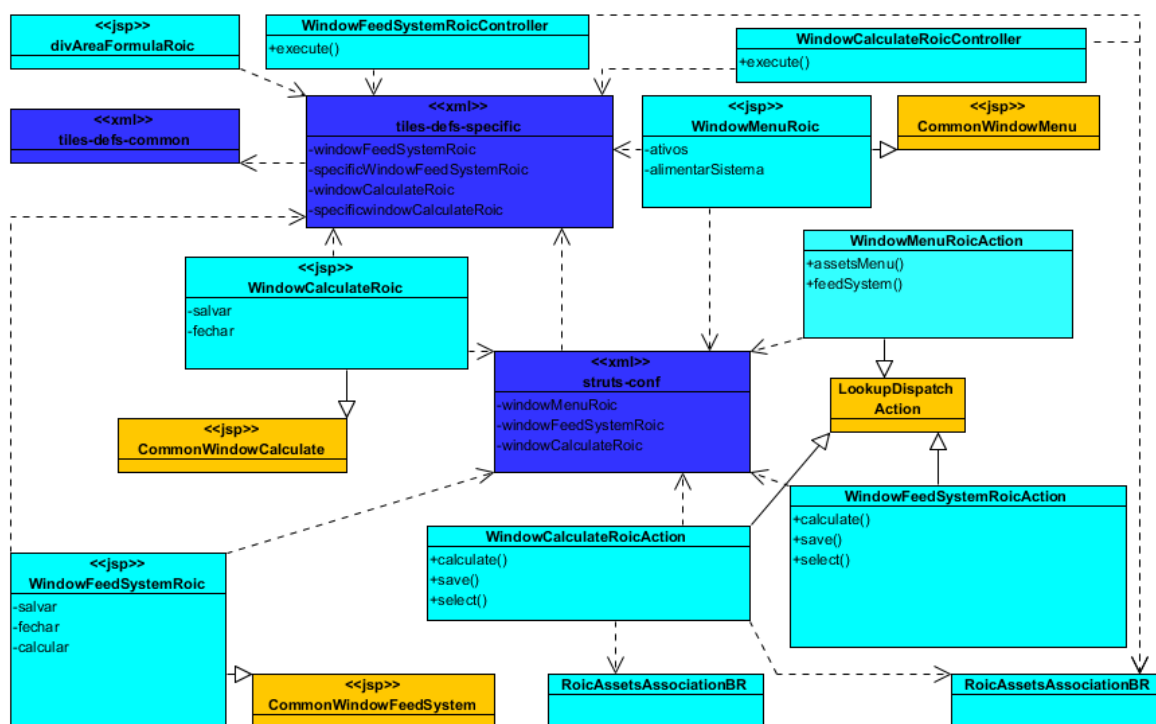 <<jsp>>
divAreaFormulaRoic
WindowFeedSystemRoicController
+execute()
WindowCalculateRoicController
+execute()
<<xml>>
tiles-defs-common
<<xml>>
tiles-defs-specific
-windowFeedSystemRoic
-specificWindowFeedSystemRoic
-windowCalculateRoic
-specificwindowCalculateRoic
<<jsp>>
WindowMenuRoic
-ativos
-alimentarSistema
<<jsp>>
CommonWindowMenu
<<jsp>>
WindowCalculateRoic
-salvar
-fechar
WindowMenuRoicAction
+assetsMenu()
+feedSystem()
<<xml>>
struts-conf
-windowMenuRoic
-windowFeedSystemRoic
-windowCalculateRoic
LookupDispatch
Action
<<jsp>>
CommonWindowCalculate
WindowFeedSystemRoicAction
+calculate()
+save()
+select()
WindowCalculateRoicAction
+calculate()
+save()
+select()
<<jsp>>
WindowFeedSystemRoic
-salvar
-fechar
-calcular
<<jsp>>
CommonWindowFeedSystem
RoicAssetsAssociationBR
RoicAssetsAssociationBR